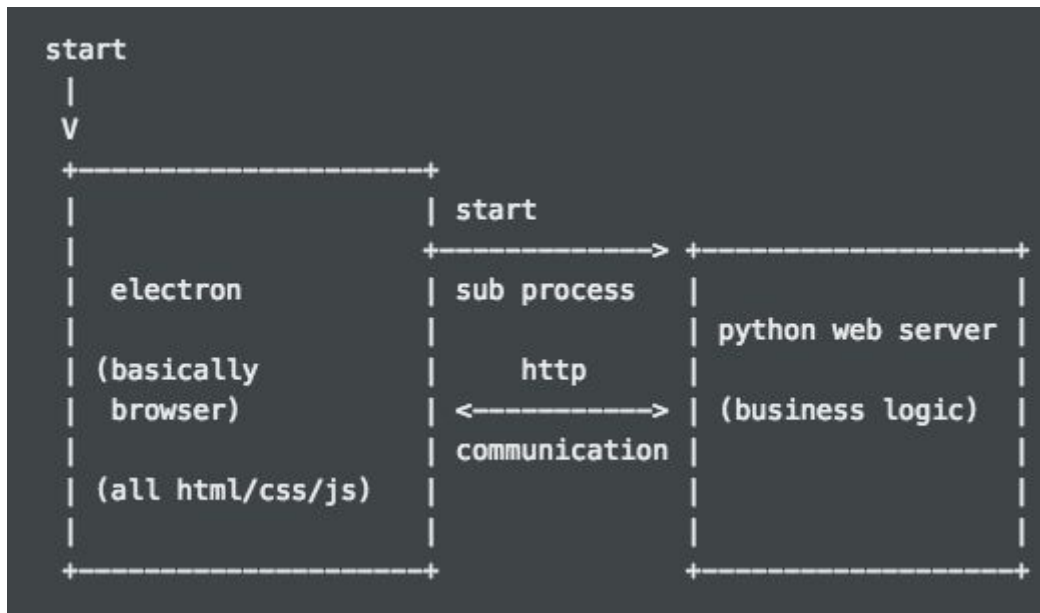 start
|
V
+---------------------+
|                     | start
|                     +-------------> +-------------------+
|  electron           | sub process   |                   |
|                     |               | python web server |
| (basically          |     http      |                   |
|  browser)           | <-----------> | (business logic)  |
|                     | communication |                   |
| (all html/css/js)   |               |                   |
|                     |               |                   |
+---------------------+               +-------------------+